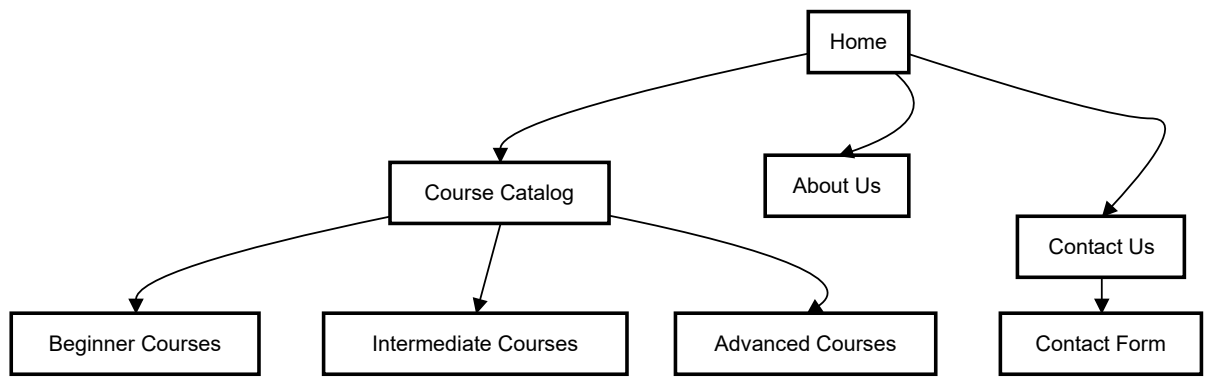 Home
Course Catalog
About Us
Contact Us
Beginner Courses
Intermediate Courses
Advanced Courses
Contact Form